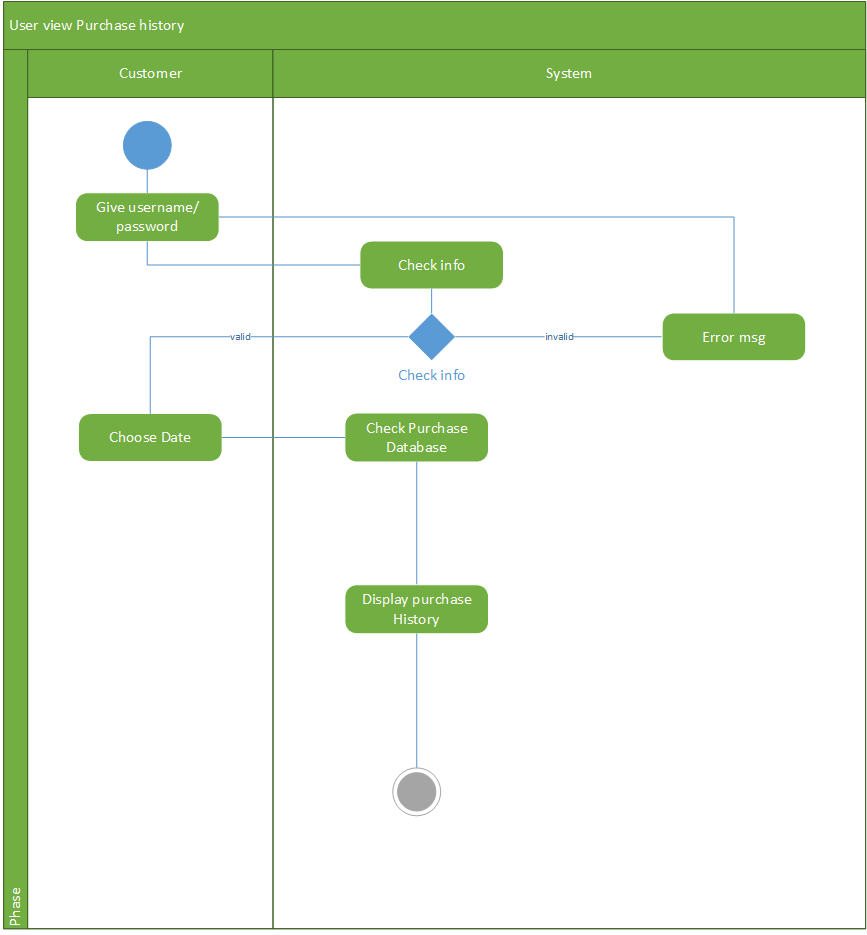 User view Purchase history
Customer
System
Give username/
password
Check info
valid
invalid
Error msg
Check info
Choose Date
Check Purchase
Database
Display purchase
History
Phase